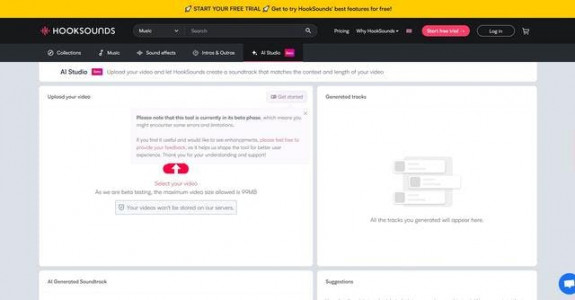 🚀 START YOUR FREE TRIAL 🚀 Get to try HookSounds' best features for free!
HOOKSOUNDS
Music
Search
Pricing
Why HookSounds
Start free trial
Log in
Collections
Music
Sound effects
Intros & Outros
AI Studio
Beta
AI Studio Beta Upload your video and let HookSounds create a soundtrack that matches the context and length of your video.
Upload your video
Get started
Please note that this tool is currently in its beta phase, which means you
might encounter some errors and limitations.
If you find it useful and would like to see enhancements, please feel free to
provide your feedback, as it helps us shape the tool for better user
experience. Thank you for your understanding and support!
Select your video
As we are beta testing, the maximum video size allowed is 99MB
Your videos won't be stored on our servers.
Generated tracks
All the tracks you generated will appear here
AI Generated Soundtrack
Suggestions